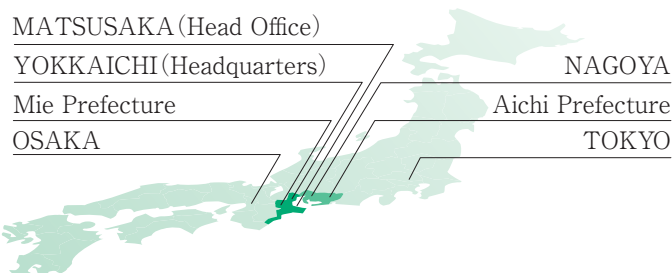 MATSUSAKA(Head Office)
YOKKAICHI(Headquarters)
NAGOYA
Mie Prefecture
Aichi Prefecture
OSAKA
TOKYO